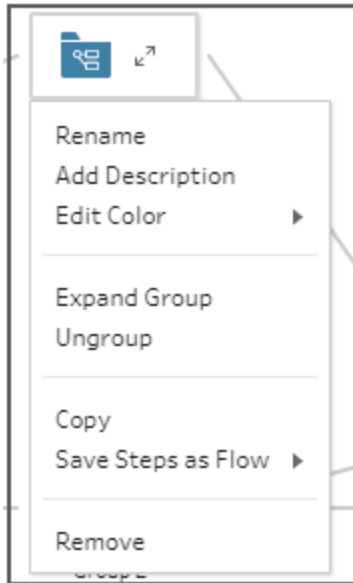 Rename
Add Description
Edit Color
Expand Group
Ungroup
Copy
Save Steps as Flow
Remove